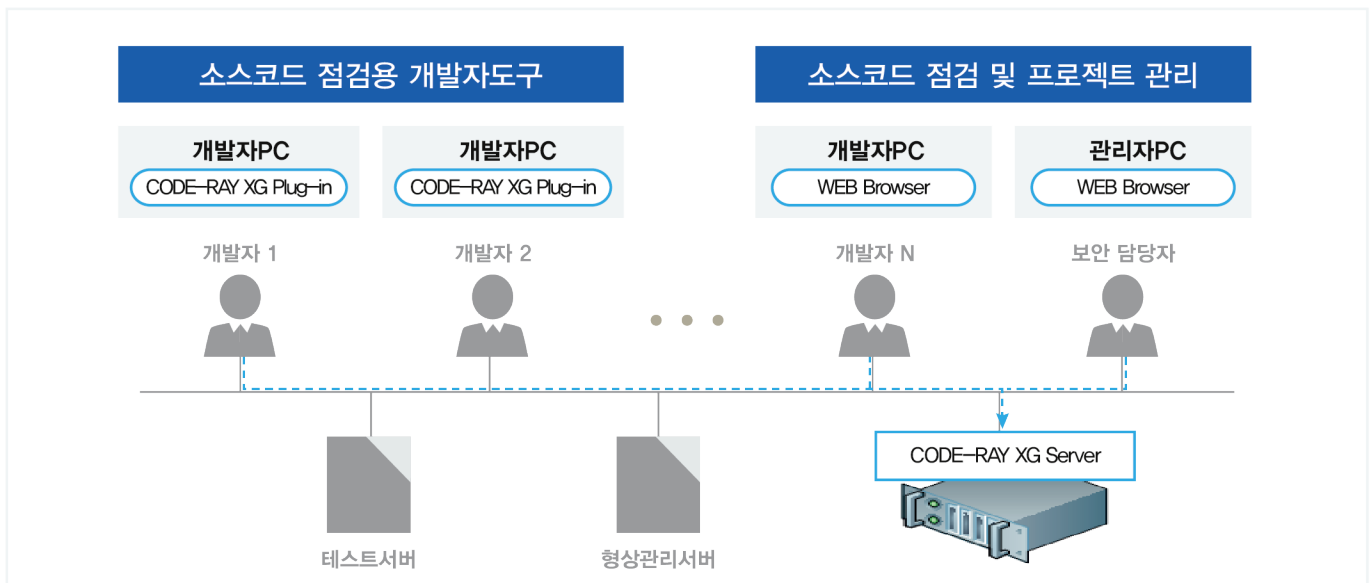 소스코드 점검용 개발자도구
소스코드 점검 및 프로젝트 관리
개발자PC
CODE-RAY XG Plug-in
개발자PC
CODE-RAY XG Plug-in
개발자PC
WEB Browser
관리자PC
WEB Browser
개발자 1
개발자 2
개발자 N
보안 담당자
CODE-RAY XG Server
테스트서버
형상관리서버